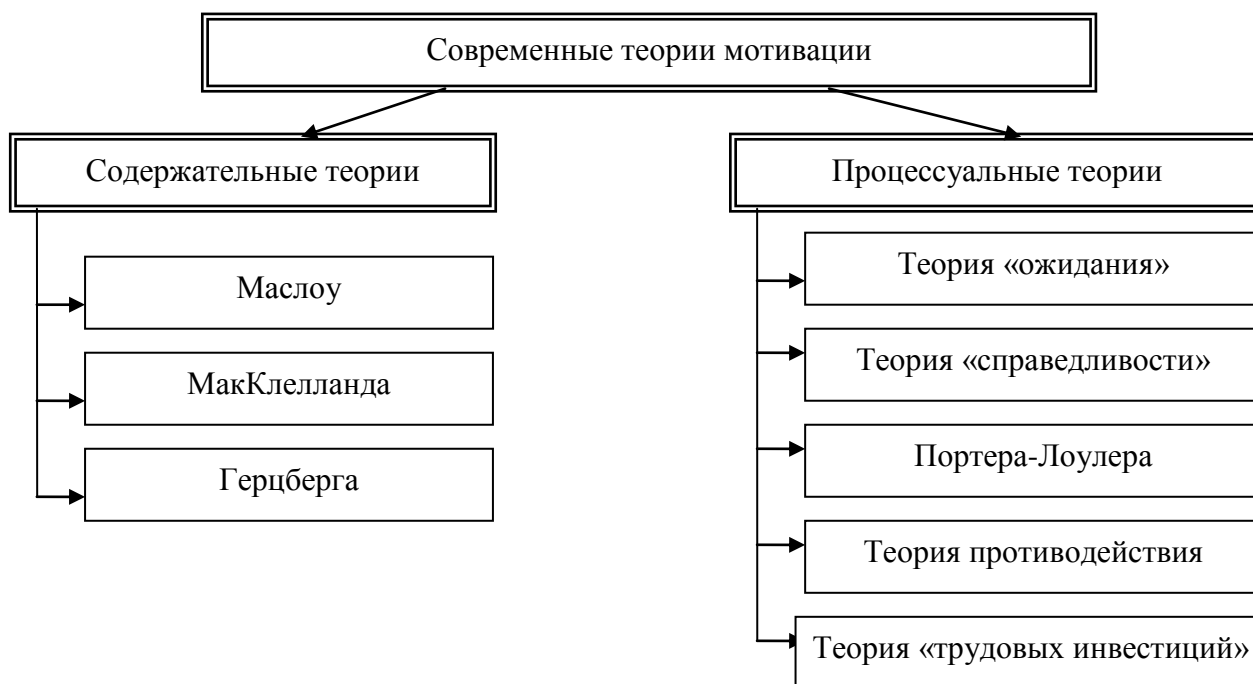 Современные теории мотивации
Содержательные теории
Маслоу
МакКлелланда
Герцберга
Процессуальные теории
Теория «ожидания»
Теория «справедливости»
Портера-Лоулера
Теория противодействия
Теория «трудовых инвестиций»